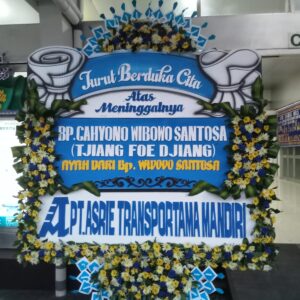 Turut Berduka Cita
Atas
Meninggalnya
BP. CAHYONO WIBOWO SANTOSA
(TJIANG FOE DJIANG)
AYAH DARI Bp. WIDODO SANTOSA
PT. ASRIE TRANSPORTAMA MANDIRI